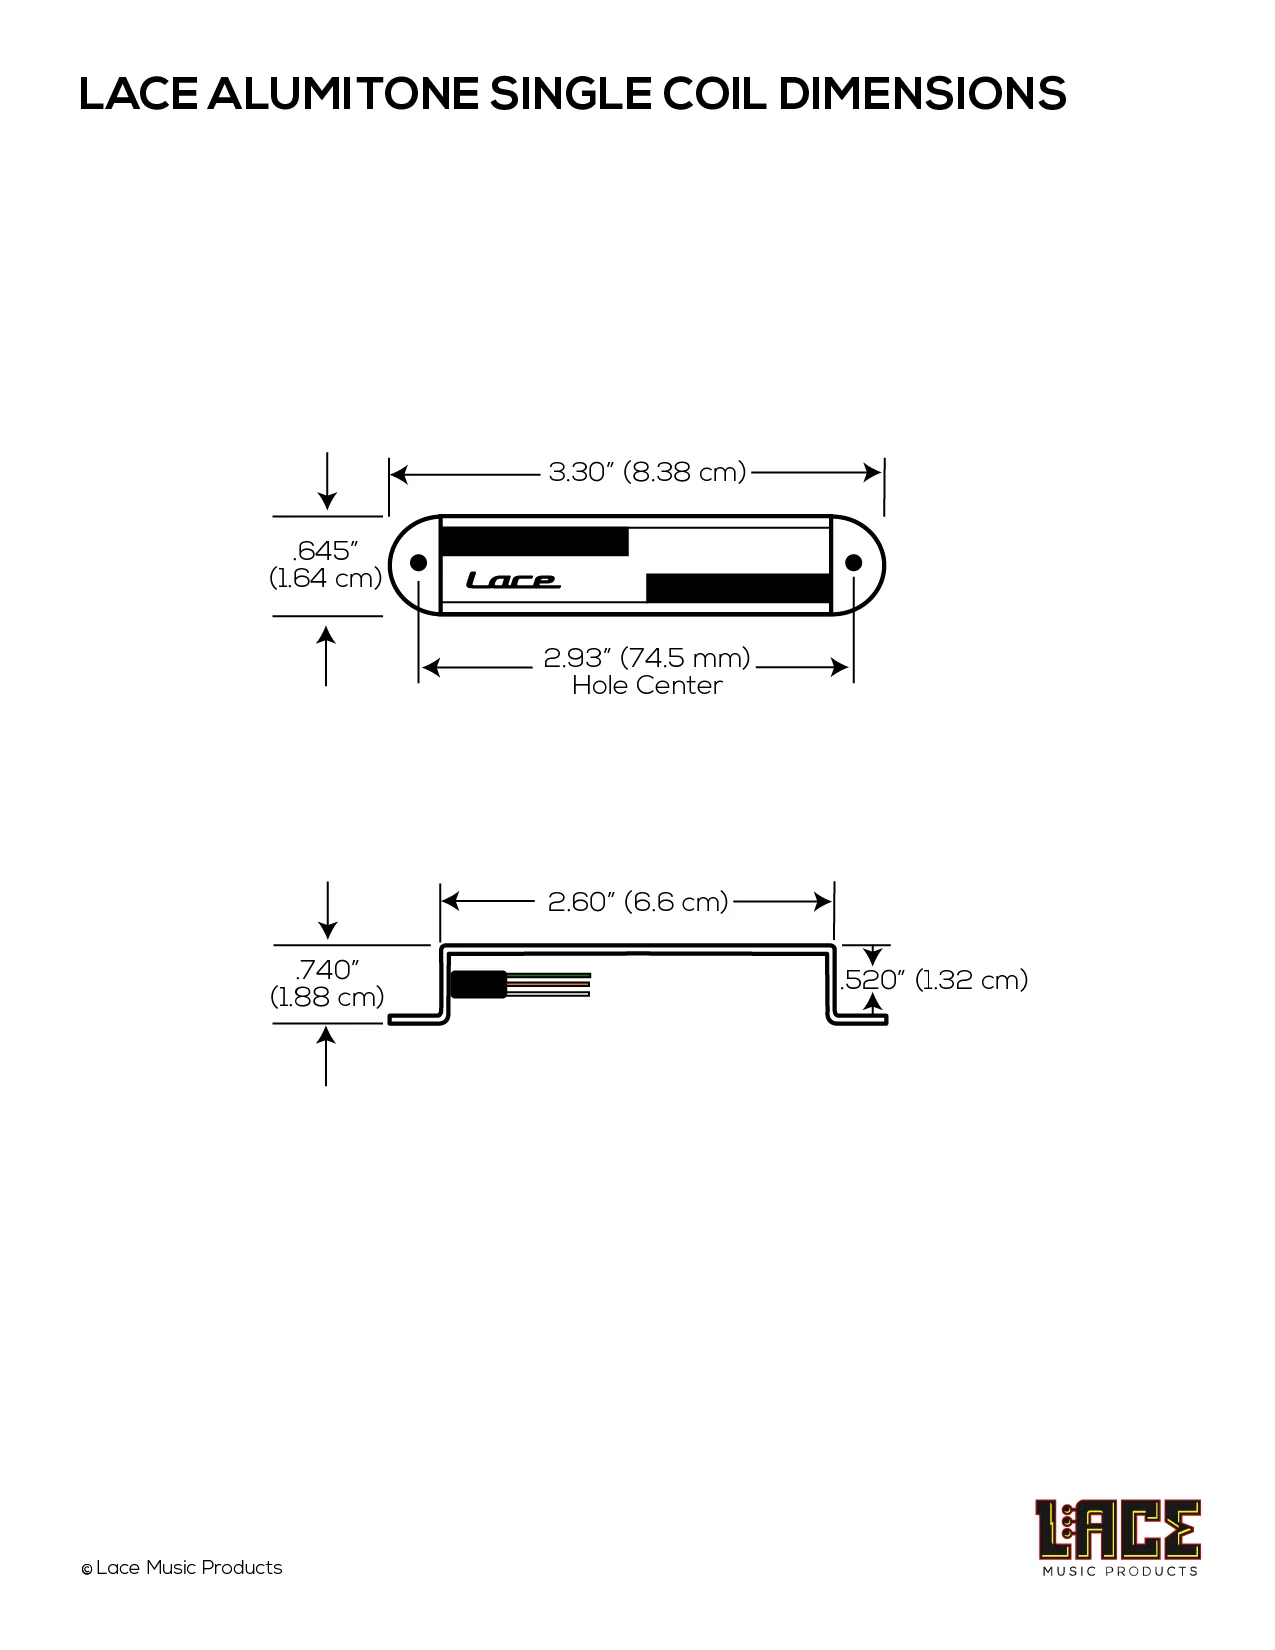 LACE ALUMITONE SINGLE COIL DIMENSIONS
3.30” (8.38 cm)
.645”
(1.64 cm)
Lace
2.93” (74.5 mm)
Hole Center
2.60” (6.6 cm)
.740”
(1.88 cm)
.520” (1.32 cm)
© Lace Music Products
LACE
MUSIC PRODUCTS